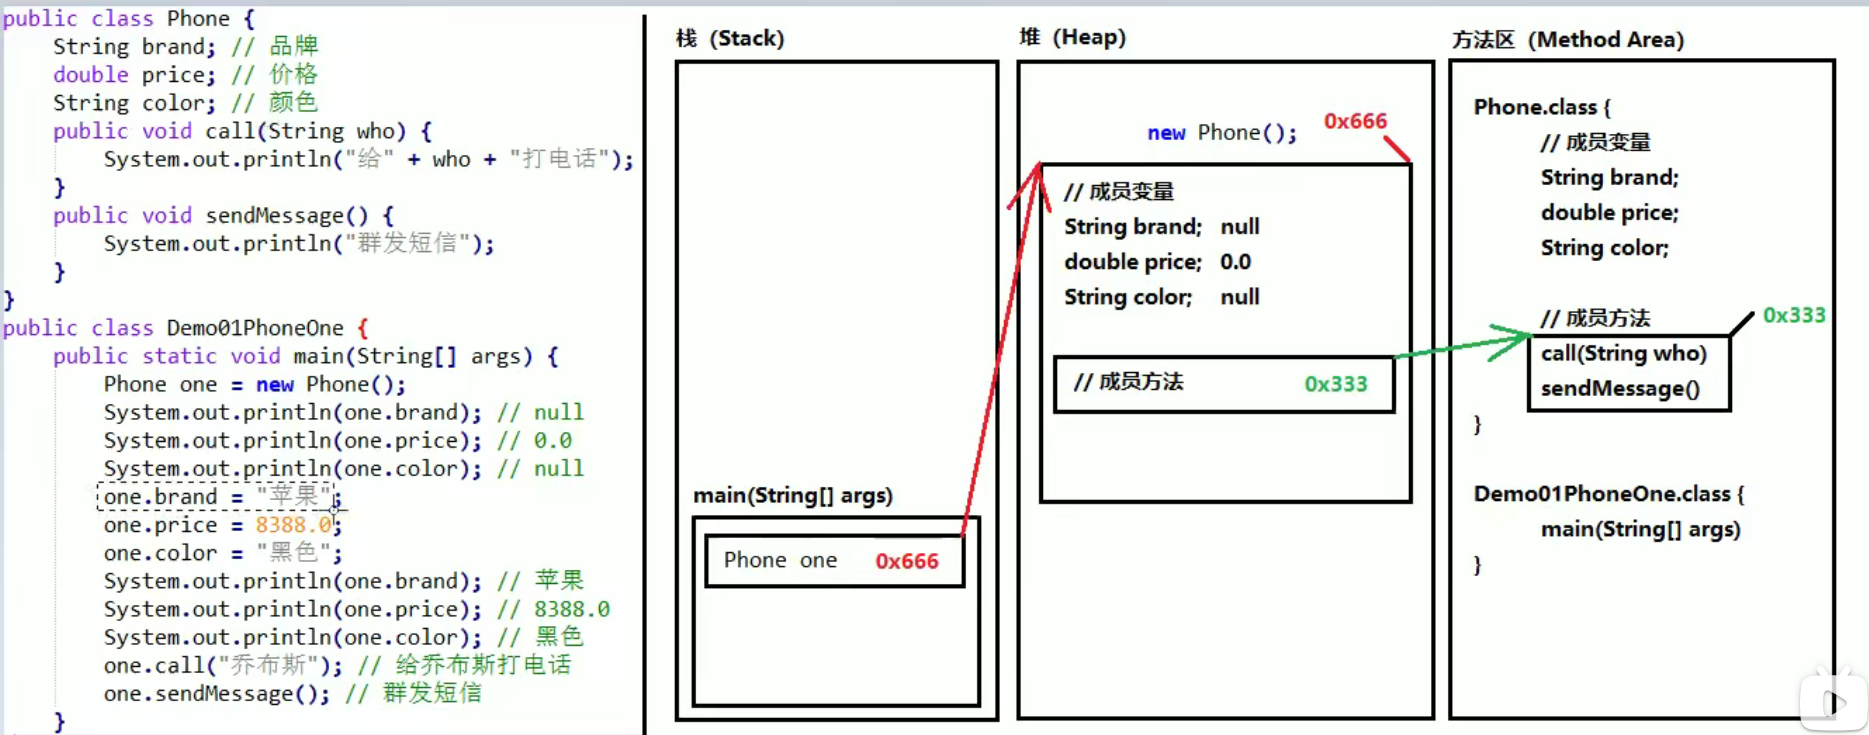 public class Phone {
String brand; // 品牌
double price; // 价格
String color; // 颜色
public void call(String who) {
System.out.println("给" + who + "打电话");
}
public void sendMessage() {
System.out.println("群发短信");
}
}
public class Demo01PhoneOne {
public static void main(String[] args) {
Phone one = new Phone();
System.out.println(one.brand); // null
System.out.println(one.price); // 0.0
System.out.println(one.color); // null
one.brand = "苹果";
one.price = 8388.0;
one.color = "黑色";
System.out.println(one.brand); // 苹果
System.out.println(one.price); // 8388.0
System.out.println(one.color); // 黑色
one.call("乔布斯"); // 给乔布斯打电话
one.sendMessage(); // 群发短信
}
栈（Stack）
main(String[] args)
Phone one 0x666
堆（Heap）
new Phone(); 0x666
// 成员变量
String brand; null
double price; 0.0
String color; null
// 成员方法 0x333
方法区（Method Area）
Phone.class {
// 成员变量
String brand;
double price;
String color;
// 成员方法 0x333
call(String who)
sendMessage()
}
Demo01PhoneOne.class {
main(String[] args)
}